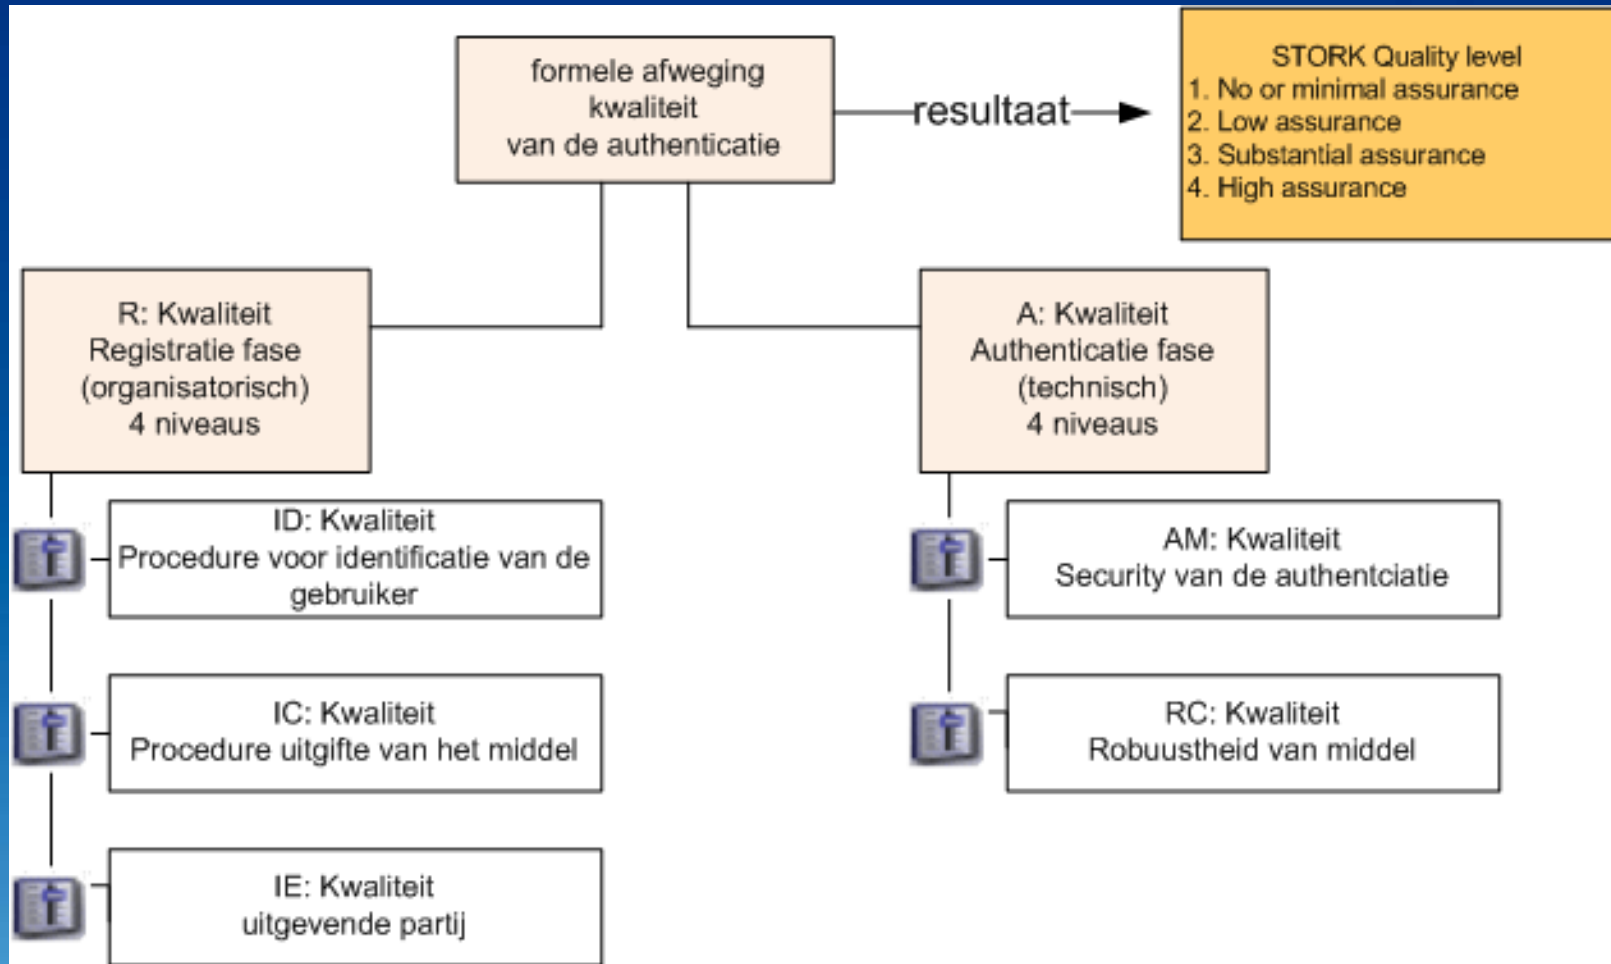 formele afweging
kwaliteit
van de authenticatie
resultaat
STORK Quality level
1. No or minimal assurance
2. Low assurance
3. Substantial assurance
4. High assurance
R: Kwaliteit
Registratie fase
(organisatorisch)
4 niveaus
A: Kwaliteit
Authenticatie fase
(technisch)
4 niveaus
ID: Kwaliteit
Procedure voor identificatie van de
gebruiker
AM: Kwaliteit
Security van de authentciatie
IC: Kwaliteit
Procedure uitgifte van het middel
RC: Kwaliteit
Robuustheid van middel
IE: Kwaliteit
uitgevende partij